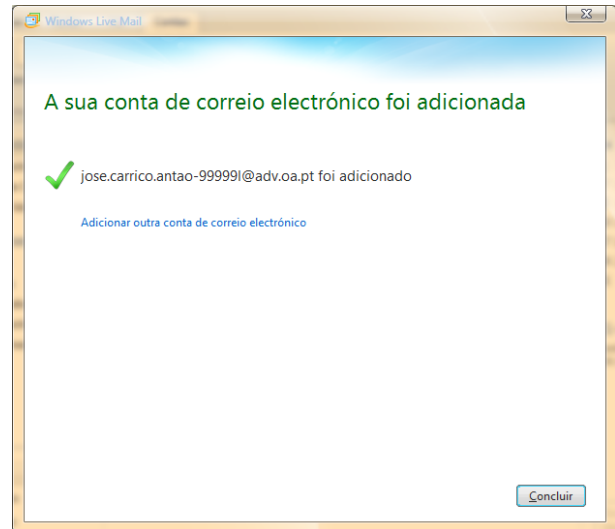 Windows Live Mail
A sua conta de correio electrónico foi adicionada
jose.carrico.antao-99999l@adv.oa.pt foi adicionado
Adicionar outra conta de correio electrónico
Concluir